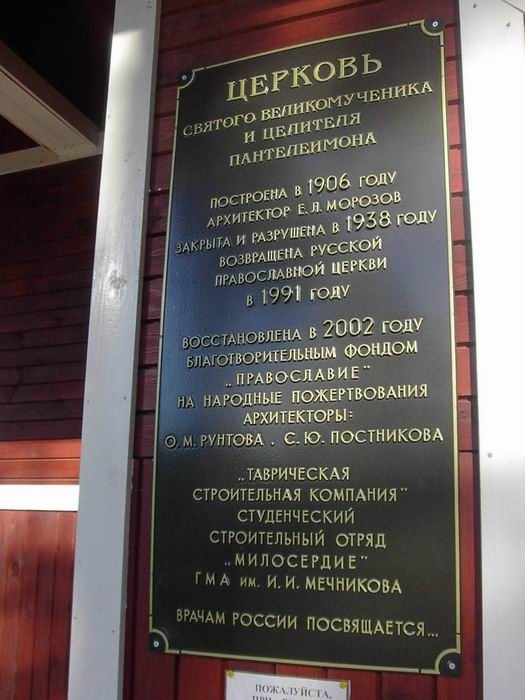 ЦЕРКОВЬ
СВЯТОГО ВЕЛИКОМУЧЕНИКА
И ЦЕЛИТЕЛЯ
ПАНТЕЛЕИМОНА
ПОСТРОЕНА В 1906 ГОДУ
АРХИТЕКТОР Е.Л. МОРОЗОВ
ЗАКРЫТА И РАЗРУШЕНА В 1938 ГОДУ
ВОЗВРАЩЕНА РУССКОЙ
ПРАВОСЛАВНОЙ ЦЕРКВИ
В 1991 ГОДУ
ВОССТАНОВЛЕНА В 2002 ГОДУ
БЛАГОТВОРИТЕЛЬНЫМ ФОНДОМ
„ПРАВОСЛАВИЕ"
НА НАРОДНЫЕ ПОЖЕРТВОВАНИЯ
АРХИТЕКТОРЫ:
О.М. РУНТОВА . С.Ю. ПОСТНИКОВА
„ТАВРИЧЕСКАЯ
СТРОИТЕЛЬНАЯ КОМПАНИЯ"
СТУДЕНЧЕСКИЙ
СТРОИТЕЛЬНЫЙ ОТРЯД
„МИЛОСЕРДИЕ"
ГМА им. И.И. МЕЧНИКОВА
ВРАЧАМ РОССИИ ПОСВЯЩАЕТСЯ...
ПОЖАЛУЙСТА,